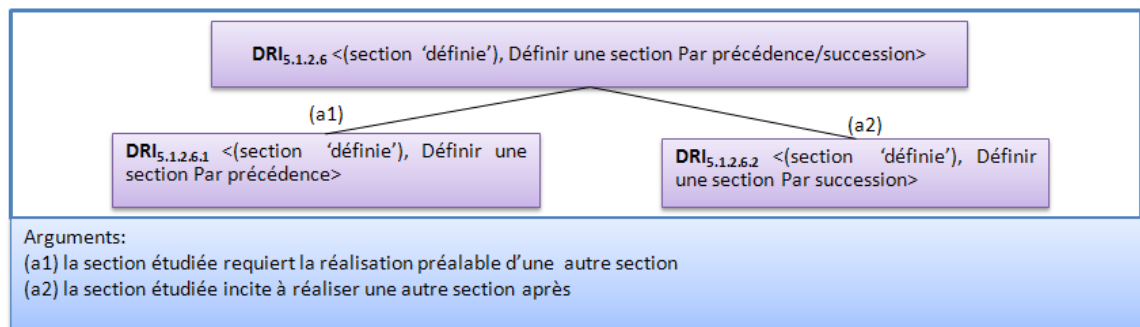 DRI5.1.2.6 <(section ‘définie’), Définir une section Par précédence/succession>
(a1)
(a2)
DRI5.1.2.6.1 <(section ‘définie’), Définir une
section Par précédence>
DRI5.1.2.6.2 <(section ‘définie’), Définir
une section Par succession>
Arguments:
(a1) la section étudiée requiert la réalisation préalable d’une autre section
(a2) la section étudiée incite à réaliser une autre section après